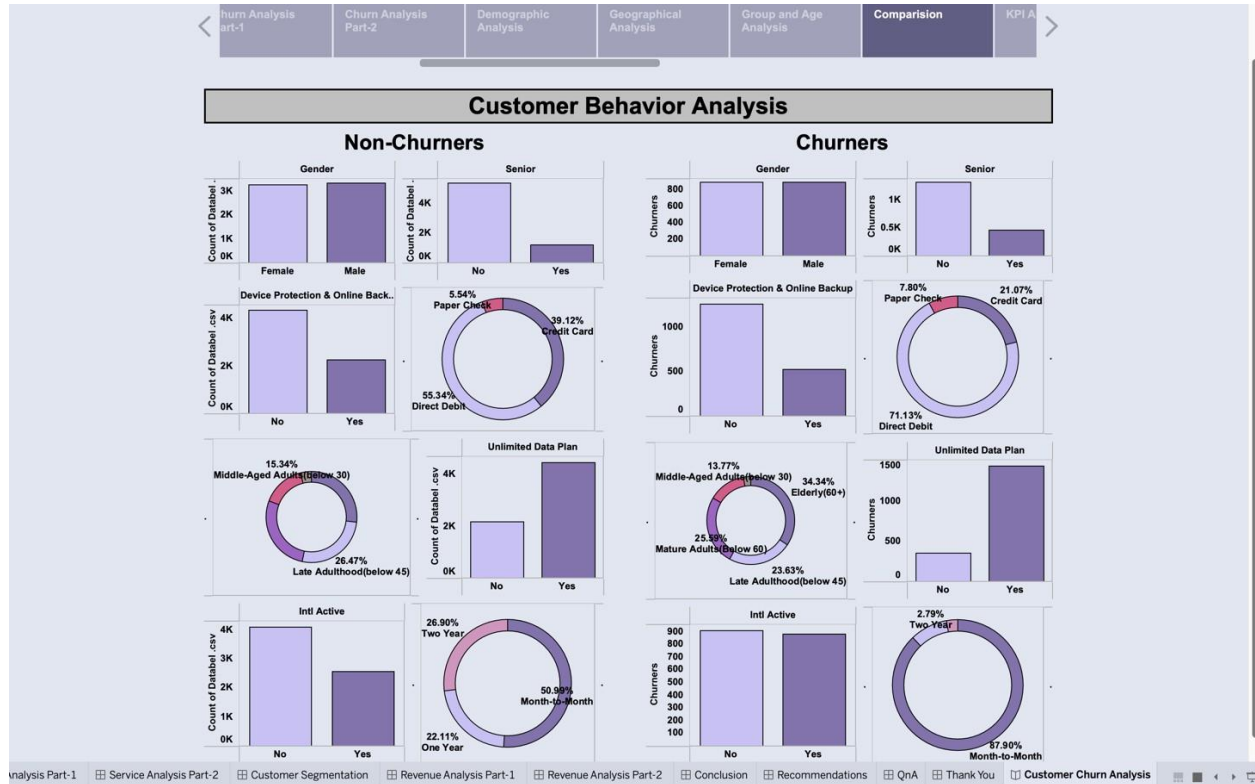 hurn Analysis
art-1
Churn Analysis
Part-2
Demographic
Analysis
Geographical
Analysis
Group and Age
Analysis
Comparision
KPI A
Customer Behavior Analysis
Non-Churners
Churners
Gender
Count of Databel .
3K
2K
1K
0K
Female
Male
Senior
Count of Databel .
4K
2K
0K
No
Yes
Gender
Churners
800
600
400
200
Female
Male
Senior
Churners
1K
0.5K
0K
No
Yes
Device Protection & Online Back..
Count of Databel .csv
4K
2K
0K
No
Yes
5.54%
Paper Check
39.12%
Credit Card
55.34%
Direct Debit
Device Protection & Online Backup
Churners
1000
500
0
No
Yes
7.80%
Paper Check
21.07%
Credit Card
71.13%
Direct Debit
15.34%
Middle-Aged Adults(below 30)
26.47%
Late Adulthood(below 45)
Unlimited Data Plan
Count of Databel .csv
4K
2K
0K
No
Yes
13.77%
Middle-Aged Adults(below 30)
34.34%
Elderly(60+)
25.59%
Mature Adults(Below 60)
23.63%
Late Adulthood(below 45)
Unlimited Data Plan
Churners
1500
1000
500
0
No
Yes
Intl Active
Count of Databel .csv
4K
3K
2K
1K
0K
No
Yes
26.90%
Two Year
50.99%
Month-to-Month
22.11%
One Year
Intl Active
Churners
900
800
700
600
500
400
300
200
100
No
Yes
2.79%
Two Year
87.90%
Month-to-Month
nalysis Part-1
Service Analysis Part-2
Customer Segmentation
Revenue Analysis Part-1
Revenue Analysis Part-2
Conclusion
Recommendations
QnA
Thank You
Customer Churn Analysis